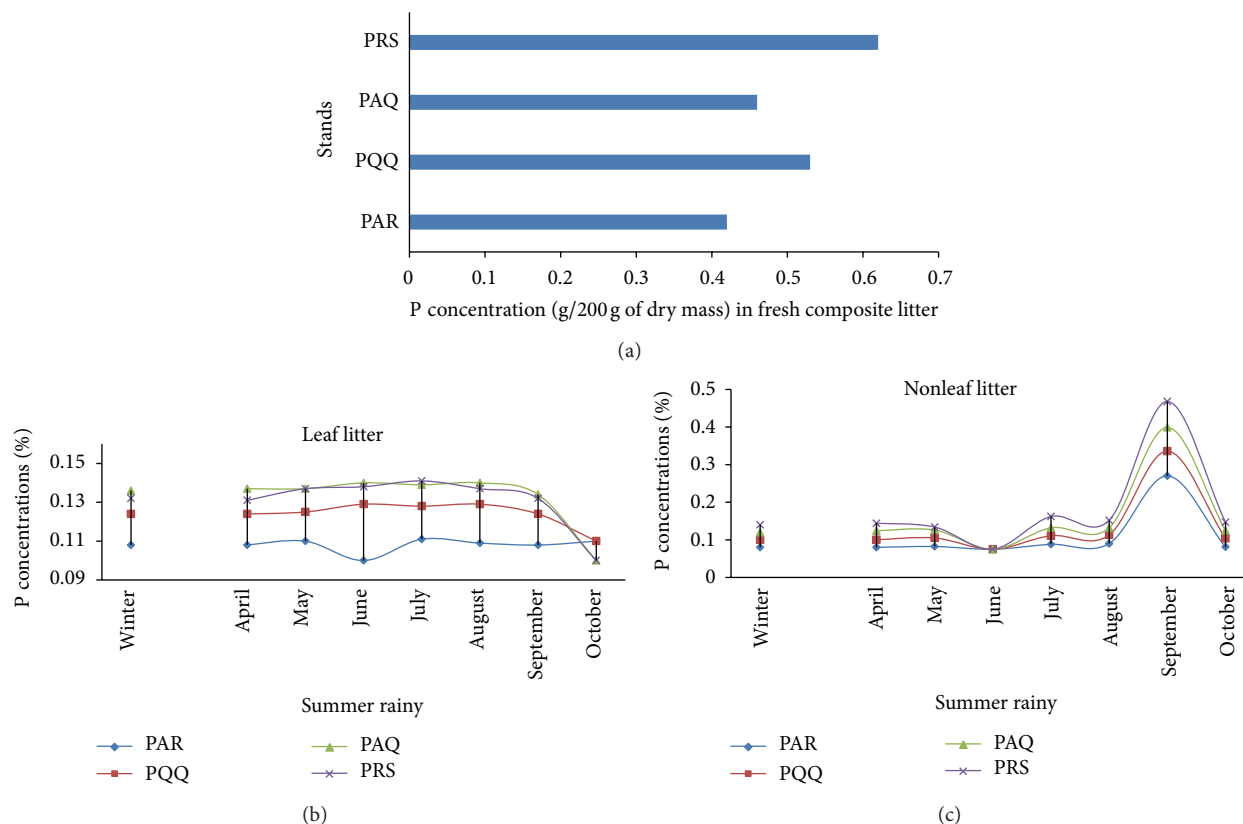 PRS
PAQ
PQQ
PAR
Stands
0 0.1 0.2 0.3 0.4 0.5 0.6 0.7
P concentration (g/200 g of dry mass) in fresh composite litter
(a)
Leaf litter
P concentrations (%)
0.15
0.13
0.11
0.09
Winter
April
May
June
July
August
September
October
Summer rainy
PAR
PAQ
PQQ
PRS
(b)
Nonleaf litter
P concentrations (%)
0.5
0.4
0.3
0.2
0.1
0
Winter
April
May
June
July
August
September
October
Summer rainy
PAR
PAQ
PQQ
PRS
(c)